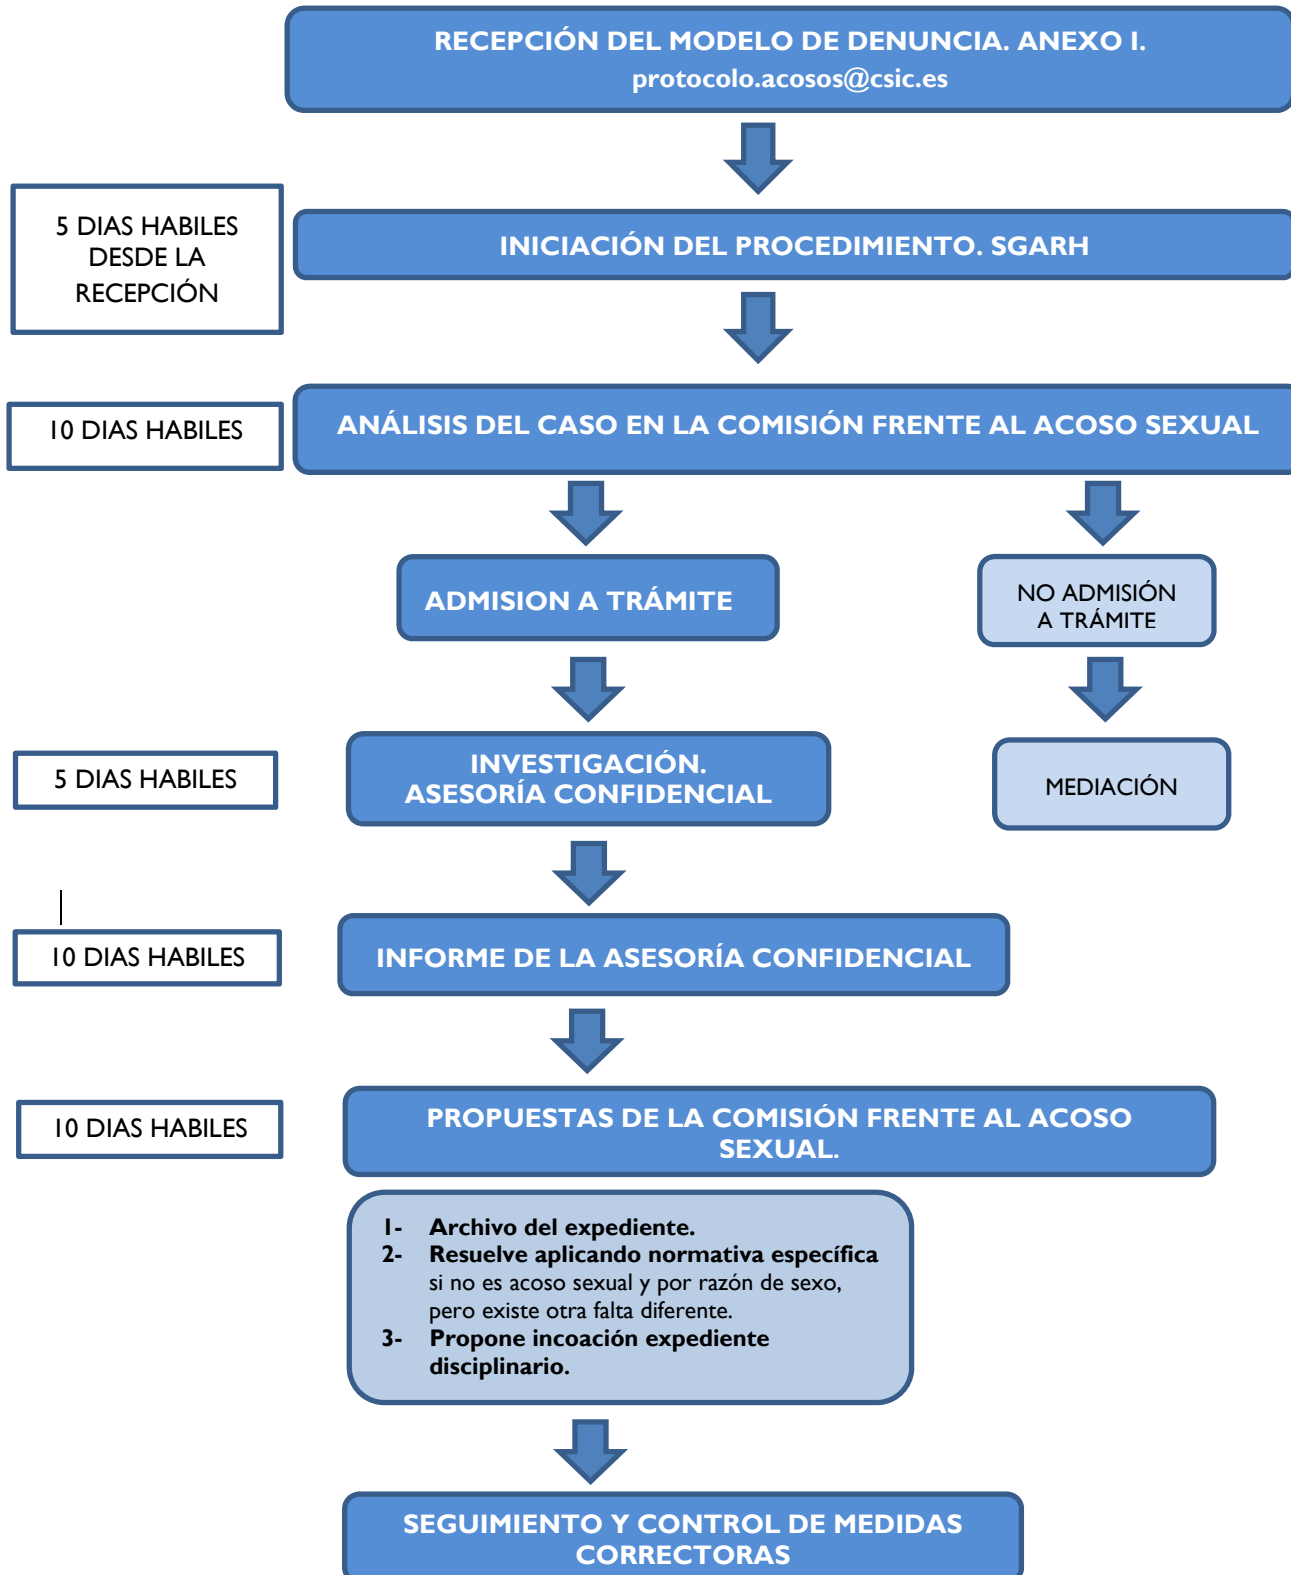 RECEPCIÓN DEL MODELO DE DENUNCIA. ANEXO I.
protocolo.acosos@csic.es
5 DIAS HABILES
DESDE LA
RECEPCIÓN
INICIACIÓN DEL PROCEDIMIENTO. SGARH
10 DIAS HABILES
ANÁLISIS DEL CASO EN LA COMISIÓN FRENTE AL ACOSO SEXUAL
ADMISION A TRÁMITE
NO ADMISIÓN
A TRÁMITE
5 DIAS HABILES
INVESTIGACIÓN.
ASESORÍA CONFIDENCIAL
MEDIACIÓN
10 DIAS HABILES
INFORME DE LA ASESORÍA CONFIDENCIAL
10 DIAS HABILES
PROPUESTAS DE LA COMISIÓN FRENTE AL ACOSO
SEXUAL.
1- Archivo del expediente.
2- Resuelve aplicando normativa específica
si no es acoso sexual y por razón de sexo,
pero existe otra falta diferente.
3- Propone incoación expediente
disciplinario.
SEGUIMIENTO Y CONTROL DE MEDIDAS
CORRECTORAS